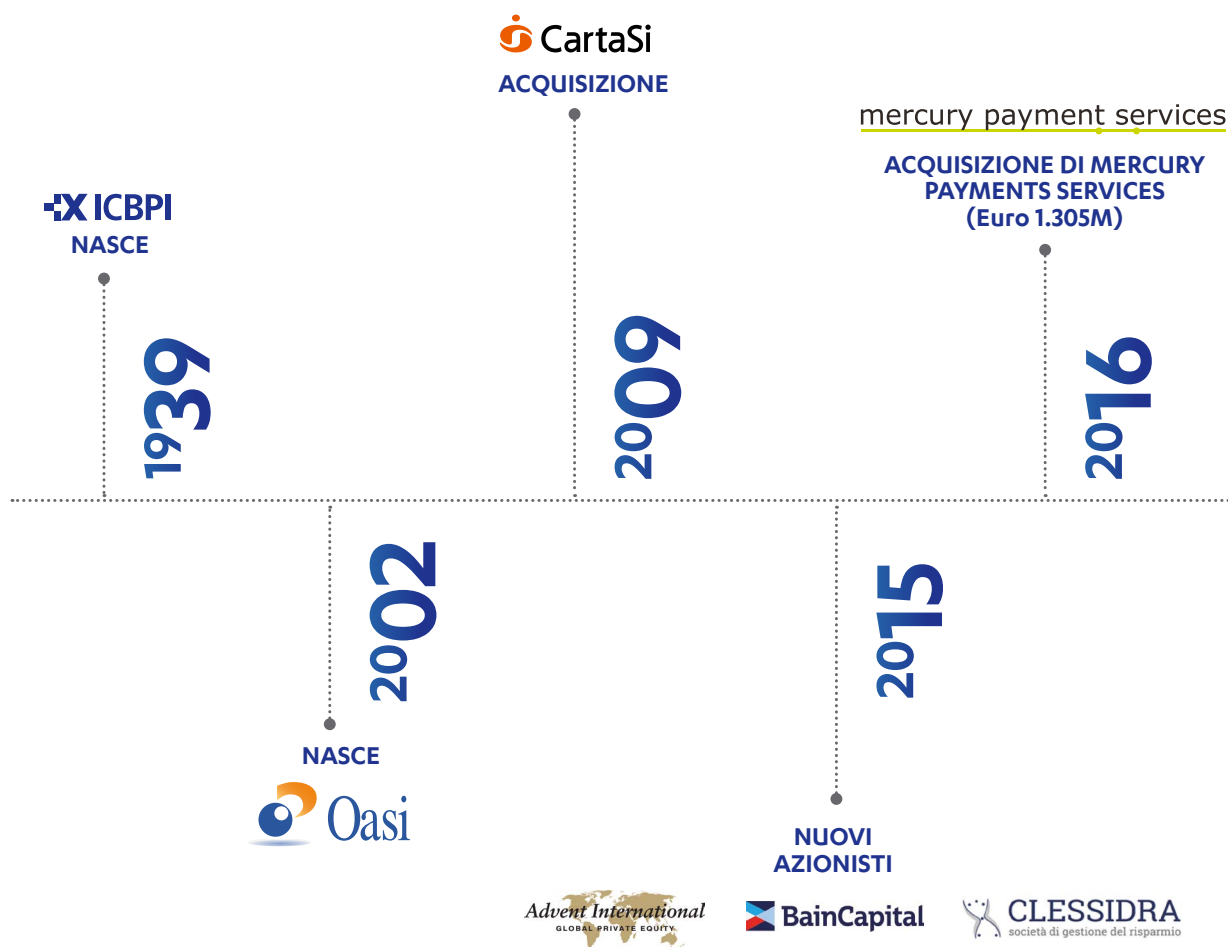 CartaSi
ACQUISIZIONE
mercury payment services
ACQUISIZIONE DI MERCURY
PAYMENTS SERVICES
(Euro 1.305M)
ICBPI
NASCE
1939
2009
2016
2002
2015
NASCE
Oasi
NUOVI
AZIONISTI
Advent International
GLOBAL PRIVATE EQUITY
BainCapital
CLESSIDRA
società di gestione del risparmio